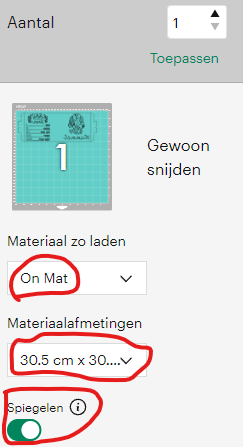 Aantal
1
Toepassen
1
Gewoon
snijden
Materiaal zo laden
On Mat
Materiaalafmetingen
30.5 cm x 30....
Spiegelen